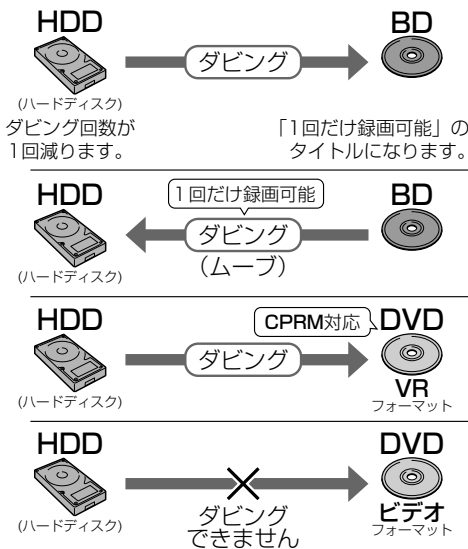 HDD
BD
ダビング
(ハードディスク)
ダビング回数が
1回減ります。
「1回だけ録画可能」の
タイトルになります。
HDD
1回だけ録画可能
BD
ダビング
(ムーブ)
(ハードディスク)
HDD
CPRM対応
DVD
ダビング
(ハードディスク)
VR
フォーマット
HDD
DVD
(ハードディスク)
ダビング
できません
ビデオ
フォーマット